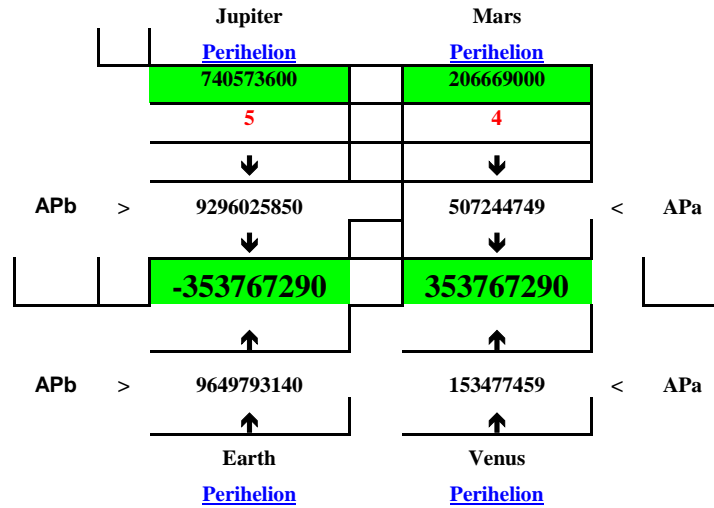 Jupiter Mars
Perihelion Perihelion
740573600 206669000
5 4
APb > 9296025850 507244749 < APa
-353767290 353767290
APb > 9649793140 153477459 < APa
Earth Venus
Perihelion Perihelion